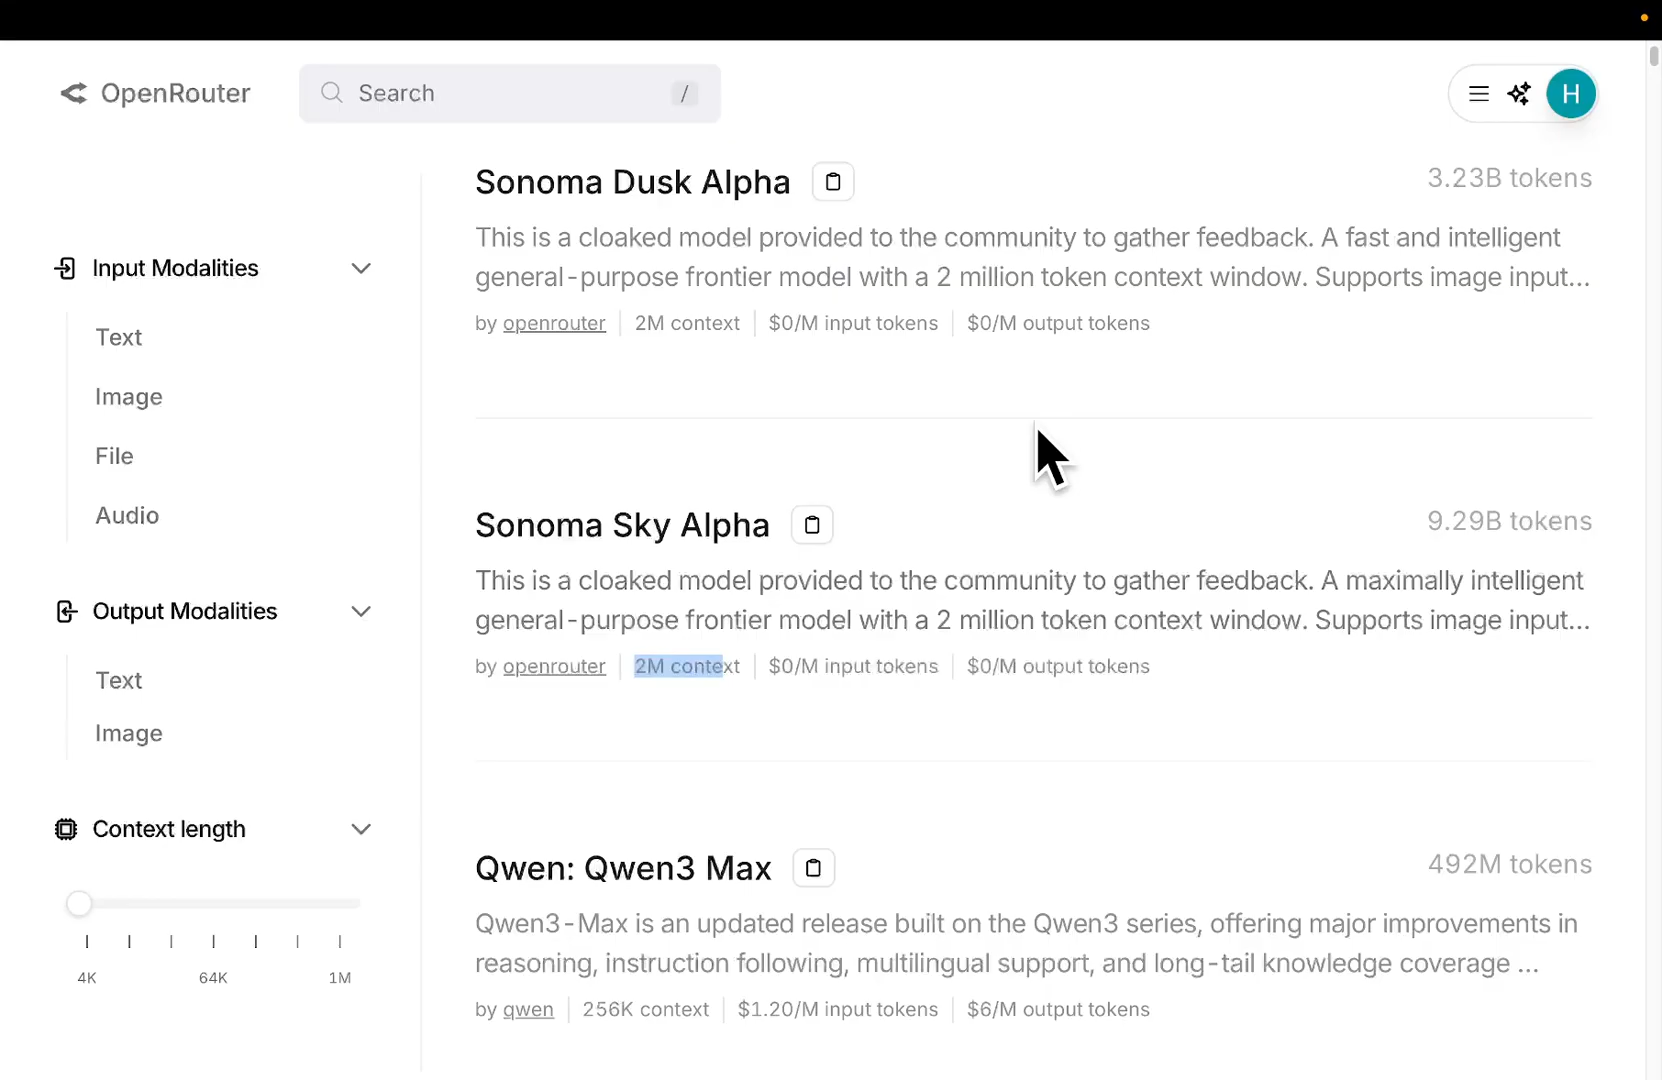 OpenRouter
Search
/
H
Input Modalities
Text
Image
File
Audio
Output Modalities
Text
Image
Context length
4K 64K 1M
Sonoma Dusk Alpha
3.23B tokens
This is a cloaked model provided to the community to gather feedback. A fast and intelligent
general-purpose frontier model with a 2 million token context window. Supports image input...
by openrouter 2M context $0/M input tokens $0/M output tokens
Sonoma Sky Alpha
9.29B tokens
This is a cloaked model provided to the community to gather feedback. A maximally intelligent
general-purpose frontier model with a 2 million token context window. Supports image input...
by openrouter 2M context $0/M input tokens $0/M output tokens
Qwen: Qwen3 Max
492M tokens
Qwen3-Max is an updated release built on the Qwen3 series, offering major improvements in
reasoning, instruction following, multilingual support, and long-tail knowledge coverage ...
by qwen 256K context $1.20/M input tokens $6/M output tokens